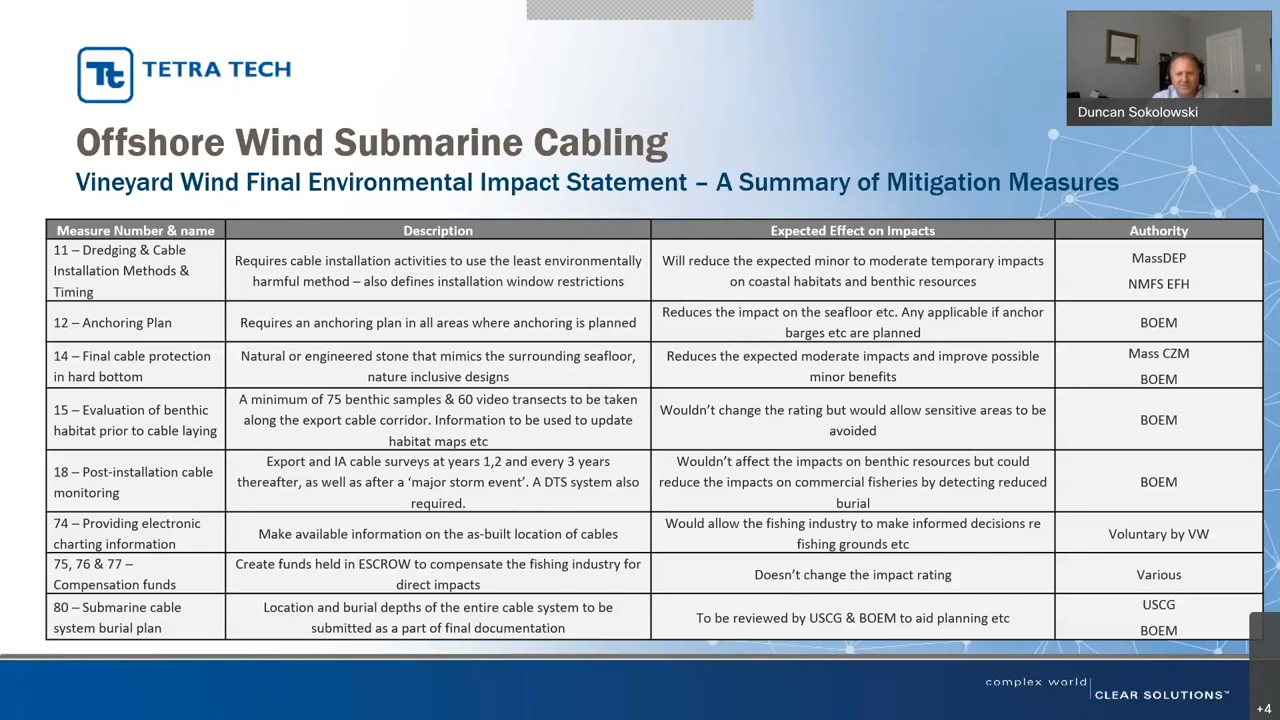 TETRA TECH
Duncan Sokolowski
Offshore Wind Submarine Cabling
Vineyard Wind Final Environmental Impact Statement – A Summary of Mitigation Measures
Measure Number & name
Description
Expected Effect on Impacts
Authority
11 – Dredging & Cable
Installation Methods &
Timing
Requires cable installation activities to use the least environmentally
harmful method – also defines installation window restrictions
Will reduce the expected minor to moderate temporary impacts
on coastal habitats and benthic resources
MassDEP
NMFS EFH
12 – Anchoring Plan
Requires an anchoring plan in all areas where anchoring is planned
Reduces the impact on the seafloor etc. Any applicable if anchor
barges etc are planned
BOEM
14 – Final cable protection
in hard bottom
Natural or engineered stone that mimics the surrounding seafloor,
nature inclusive designs
Reduces the expected moderate impacts and improve possible
minor benefits
Mass CZM
BOEM
15 – Evaluation of benthic
habitat prior to cable laying
A minimum of 75 benthic samples & 60 video transects to be taken
along the export cable corridor. Information to be used to update
habitat maps etc
Wouldn’t change the rating but would allow sensitive areas to be
avoided
BOEM
18 – Post-installation cable
monitoring
Export and IA cable surveys at years 1,2 and every 3 years
thereafter, as well as after a ‘major storm event’. A DTS system also
required.
Wouldn’t affect the impacts on benthic resources but could
reduce the impacts on commercial fisheries by detecting reduced
burial
BOEM
74 – Providing electronic
charting information
Make available information on the as-built location of cables
Would allow the fishing industry to make informed decisions re
fishing grounds etc
Voluntary by VW
75, 76 & 77 –
Compensation funds
Create funds held in ESCROW to compensate the fishing industry for
direct impacts
Doesn’t change the impact rating
Various
80 – Submarine cable
system burial plan
Location and burial depths of the entire cable system to be
submitted as a part of final documentation
To be reviewed by USCG & BOEM to aid planning etc
USCG
BOEM
complex world
CLEAR SOLUTIONS™
+4